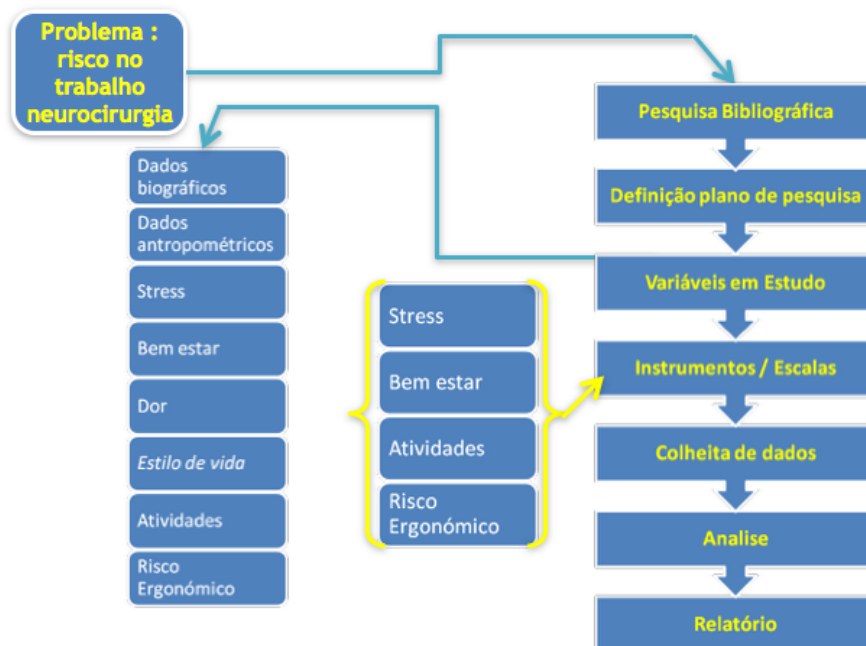 Problema :
risco no
trabalho
neurocirurgia
Pesquisa Bibliográfica
Definição plano de pesquisa
Variáveis em Estudo
Instrumentos / Escalas
Colheita de dados
Analise
Relatório
Dados
biográficos
Dados
antropométricos
Stress
Bem estar
Dor
Estilo de vida
Atividades
Risco
Ergonómico
Stress
Bem estar
Atividades
Risco
Ergonómico